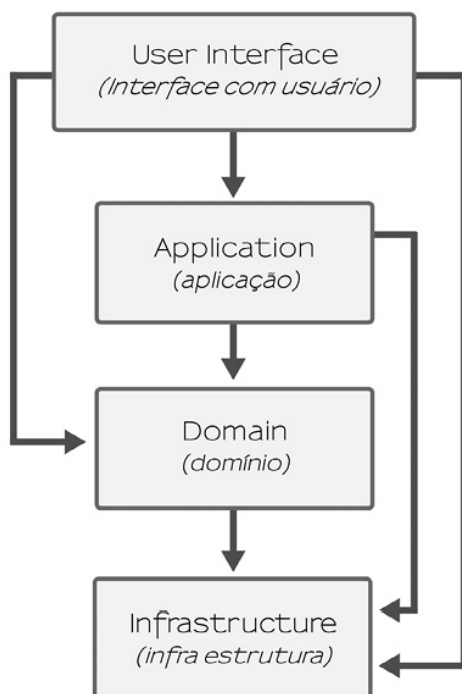 User Interface
(Interface com usuário)
Application
(aplicação)
Domain
(domínio)
Infrastructure
(infra estrutura)